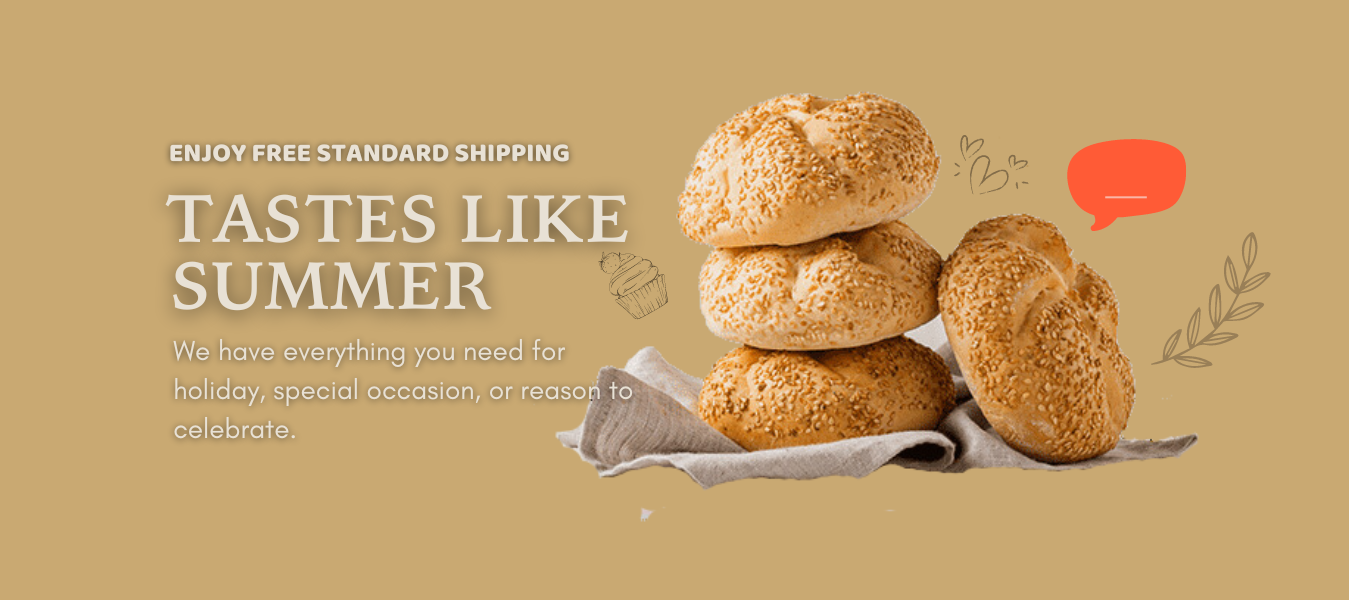 ENJOY FREE STANDARD SHIPPING
TASTES LIKE
SUMMER
We have everything you need for
holiday, special occasion, or reason to
celebrate.